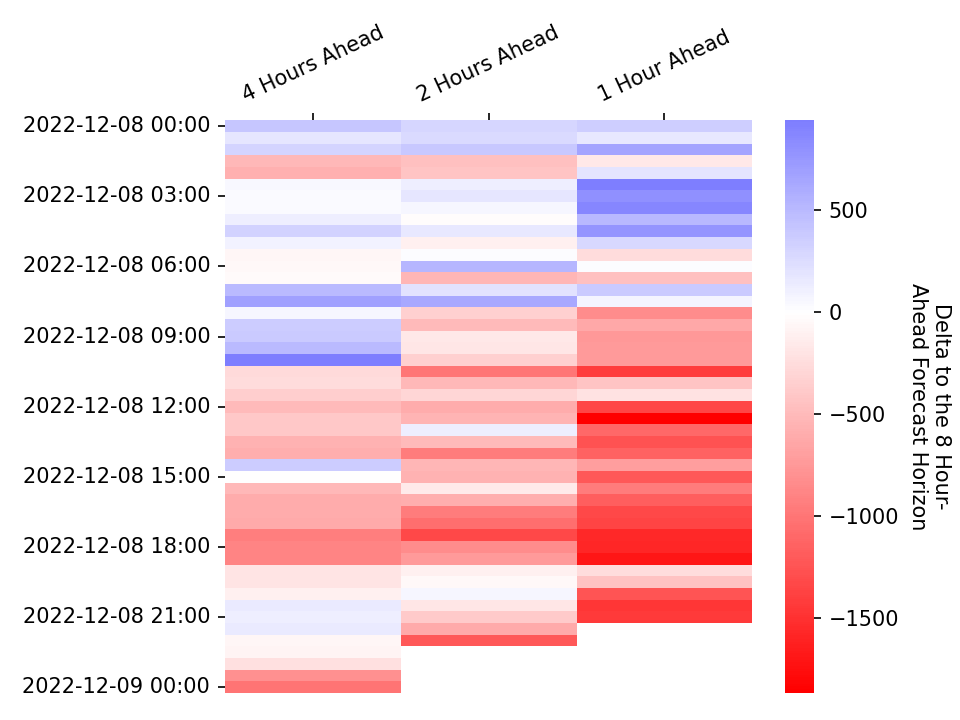 4 Hours Ahead
2 Hours Ahead
1 Hour Ahead
2022-12-08 00:00
2022-12-08 03:00
2022-12-08 06:00
2022-12-08 09:00
2022-12-08 12:00
2022-12-08 15:00
2022-12-08 18:00
2022-12-08 21:00
2022-12-09 00:00
500
0
−500
−1000
−1500
Delta to the 8 Hour-
Ahead Forecast Horizon